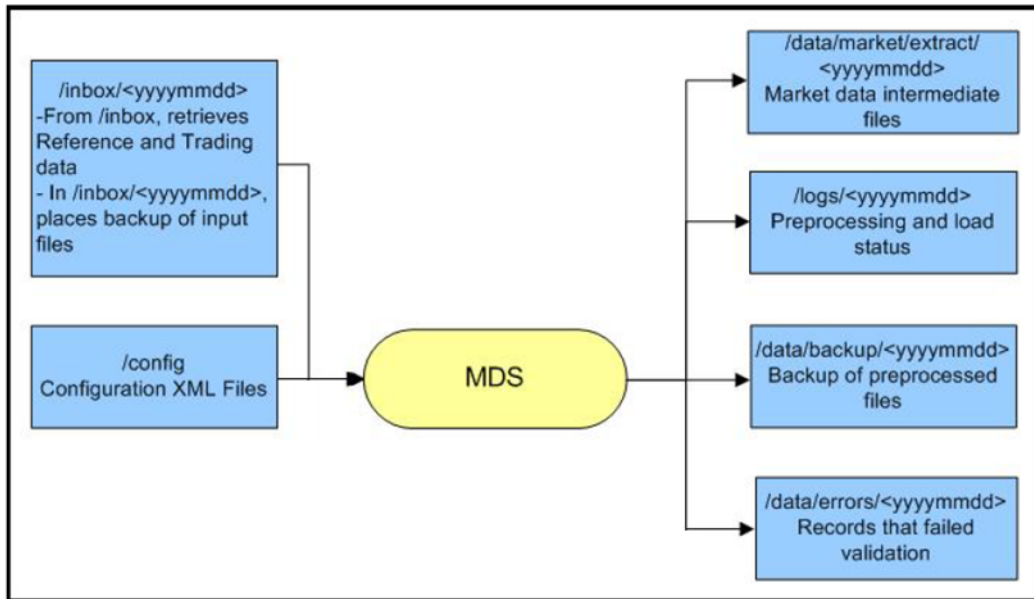 /inbox/<yyyymmdd>
-From /inbox, retrieves
Reference and Trading
data
- In /inbox/<yyyymmdd>,
places backup of input
files
/config
Configuration XML Files
MDS
/data/market/extract/
<yyyymmdd>
Market data intermediate
files
/logs/<yyyymmdd>
Preprocessing and load
status
/data/backup/<yyyymmdd>
Backup of preprocessed
files
/data/errors/<yyyymmdd>
Records that failed
validation